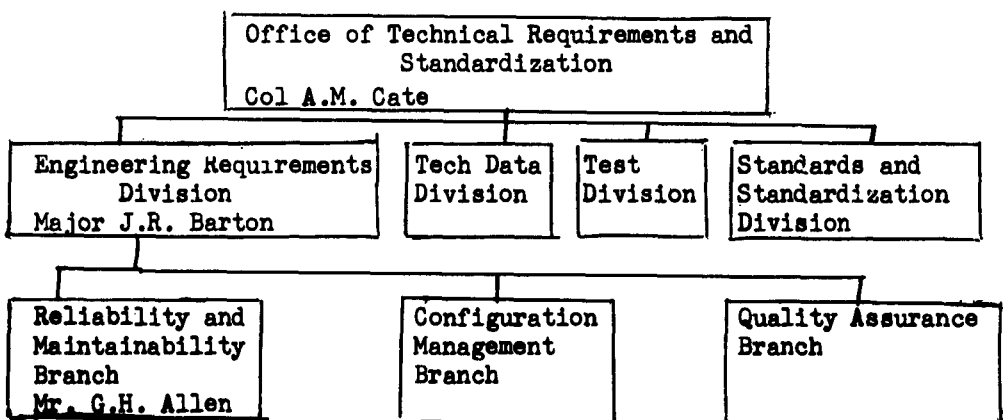 Office of Technical Requirements and
Standardization
Col A.M. Cate
Engineering Requirements
Division
Major J.R. Barton
Tech Data
Division
Test
Division
Standards and
Standardization
Division
Reliability and
Maintainability
Branch
Mr. G.H. Allen
Configuration
Management
Branch
Quality Assurance
Branch